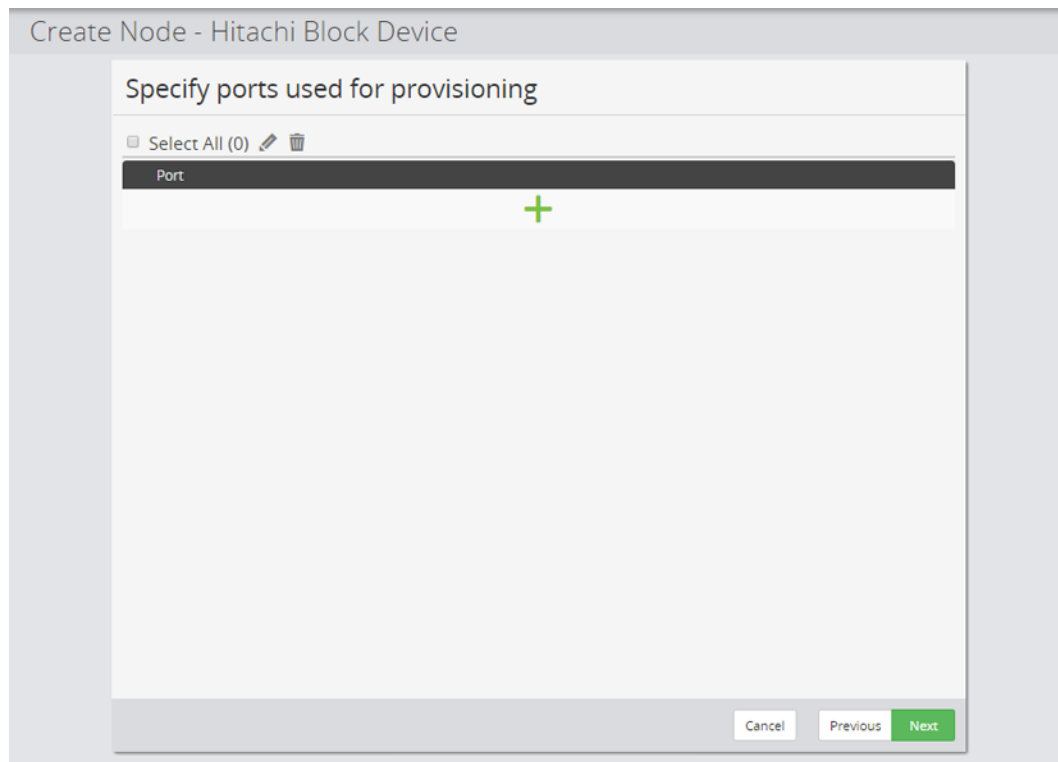 Create Node - Hitachi Block Device
Specify ports used for provisioning
Select All (0)
Port
Cancel Previous Next